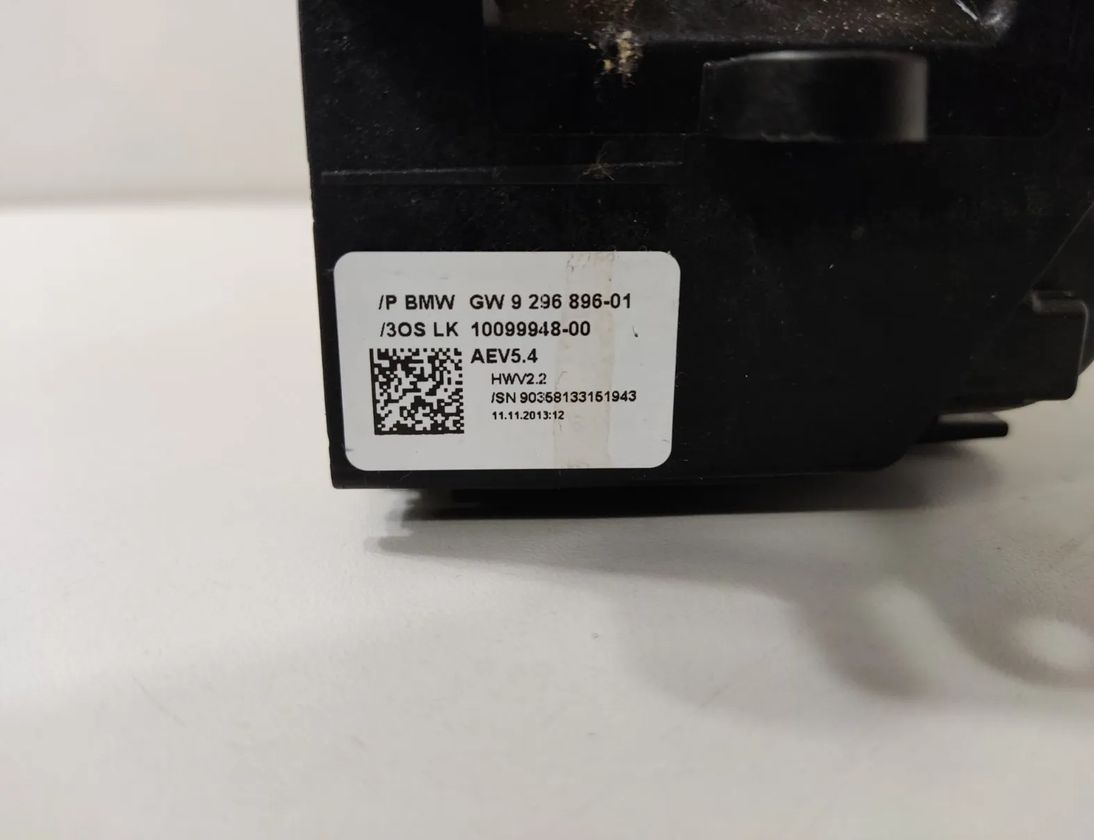 /P BMW GW 9 296 896-01
/3OS LK 10099948-00
AEV5.4
HWV2.2
/SN 90358133151943
11.11.2013:12